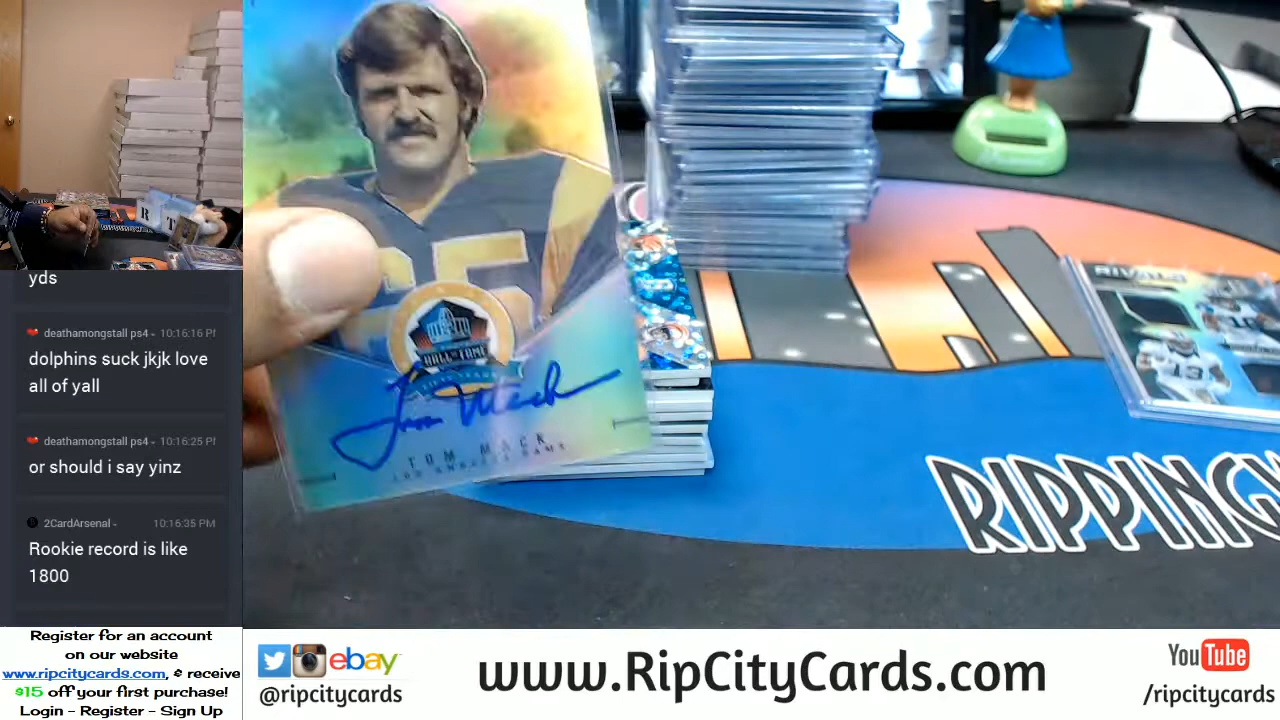 yds
deathamongstall ps4 - 10:16:16 PM
dolphins suck jkjk love
all of yall
deathamongstall ps4 - 10:16:25 PM
or should i say yinz
2CardArsenal - 10:16:35 PM
Rookie record is like
1800
Register for an account
on our website
www.ripcitycards.com, & receive
$15 off your first purchase!
Login - Register - Sign Up
65
HALL OF FAME
Tom Mack
TOM MACK
LOS ANGELES RAMS
RIVALS
13
RIPPING
ebay
@ripcitycards
www.RipCityCards.com
YouTube
/ripcitycards